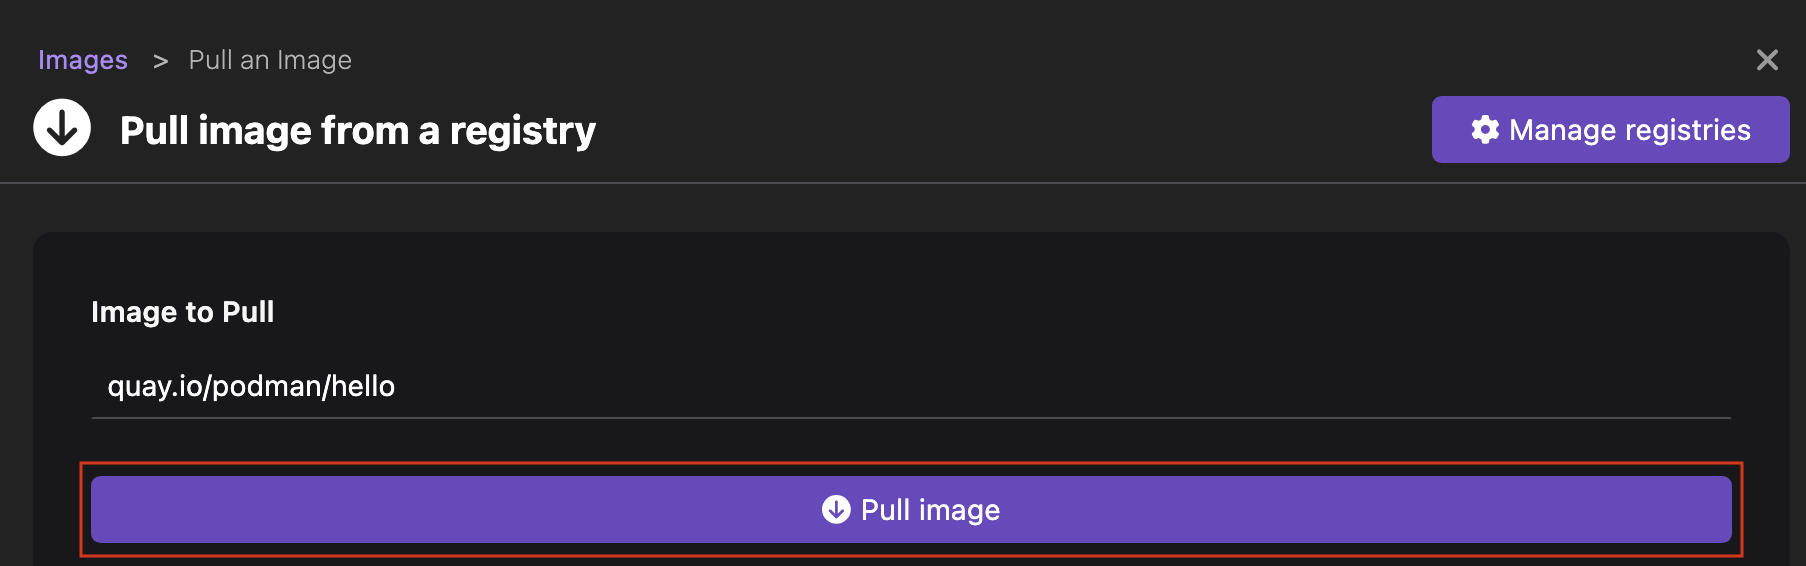 Images > Pull an Image
Pull image from a registry
Manage registries
Image to Pull
quay.io/podman/hello
Pull image